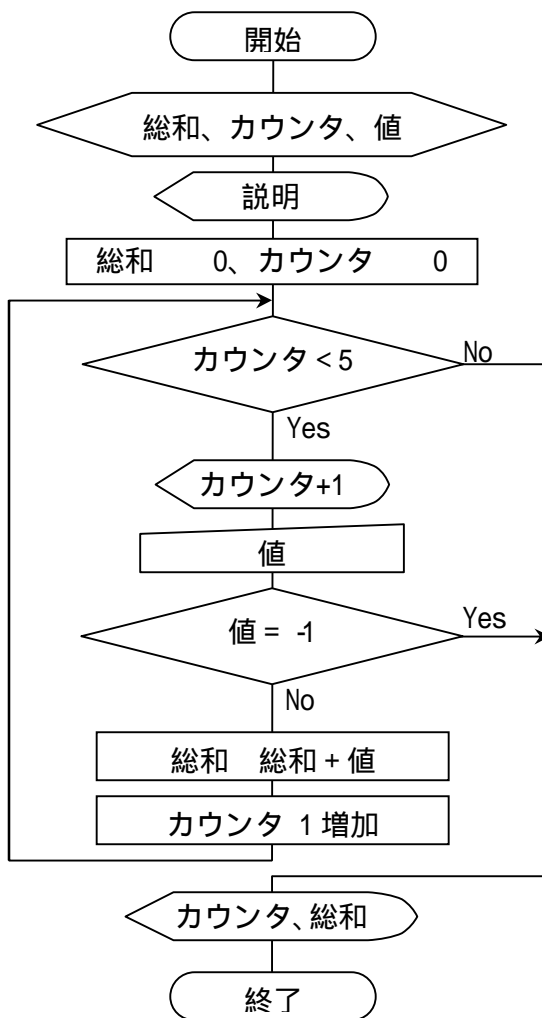 開始
総和、カウンタ、値
説明
総和 0、カウンタ 0
カウンタ < 5
No
Yes
カウンタ+1
値
値 = -1
Yes
No
総和 総和 + 値
カウンタ 1 増加
カウンタ、総和
終了